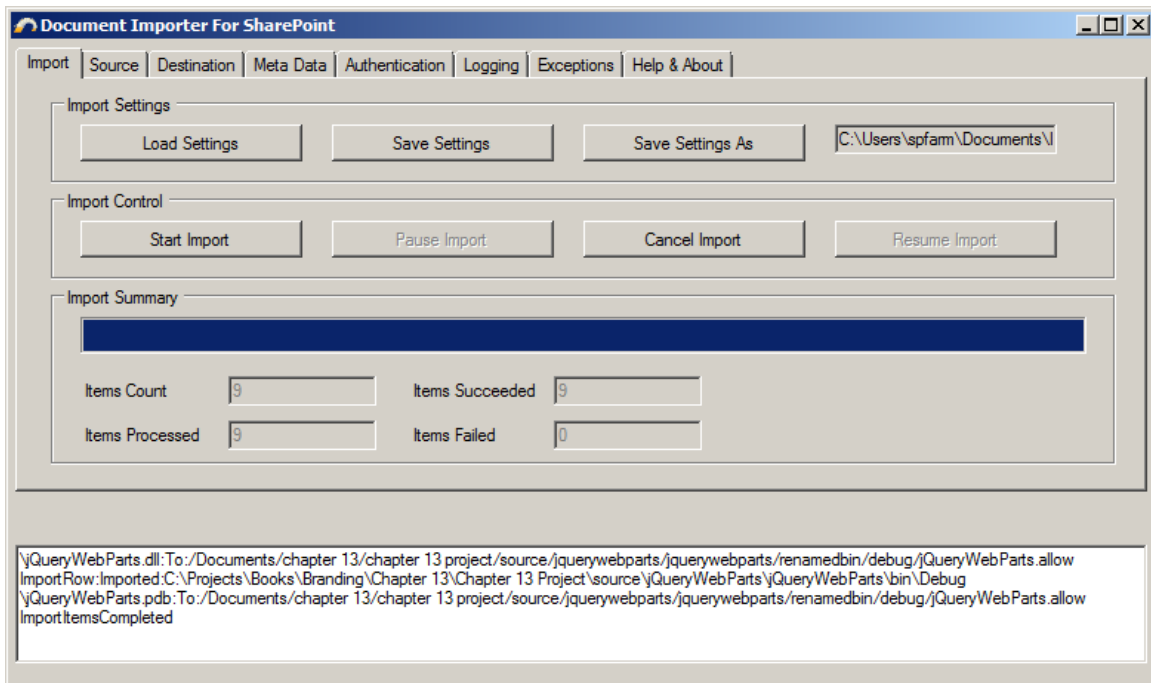 Document Importer For SharePoint
Import Source Destination Meta Data Authentication Logging Exceptions Help & About
Import Settings
Load Settings Save Settings Save Settings As C:\Users\spfarm\Documents\I
Import Control
Start Import Pause Import Cancel Import Resume Import
Import Summary
Items Count 9 Items Succeeded 9
Items Processed 9 Items Failed 0
\jQueryWebParts.dll:To:/Documents/chapter 13/chapter 13 project/source/jquerywebparts/jquerywebparts/renamedbin/debug/jQueryWebParts.allow
ImportRow:Imported:C:\Projects\Books\Branding\Chapter 13\Chapter 13 Project\source\jQueryWebParts\jQueryWebParts\bin\Debug
\jQueryWebParts.pdb:To:/Documents/chapter 13/chapter 13 project/source/jquerywebparts/jquerywebparts/renamedbin/debug/jQueryWebParts.allow
ImportItemsCompleted